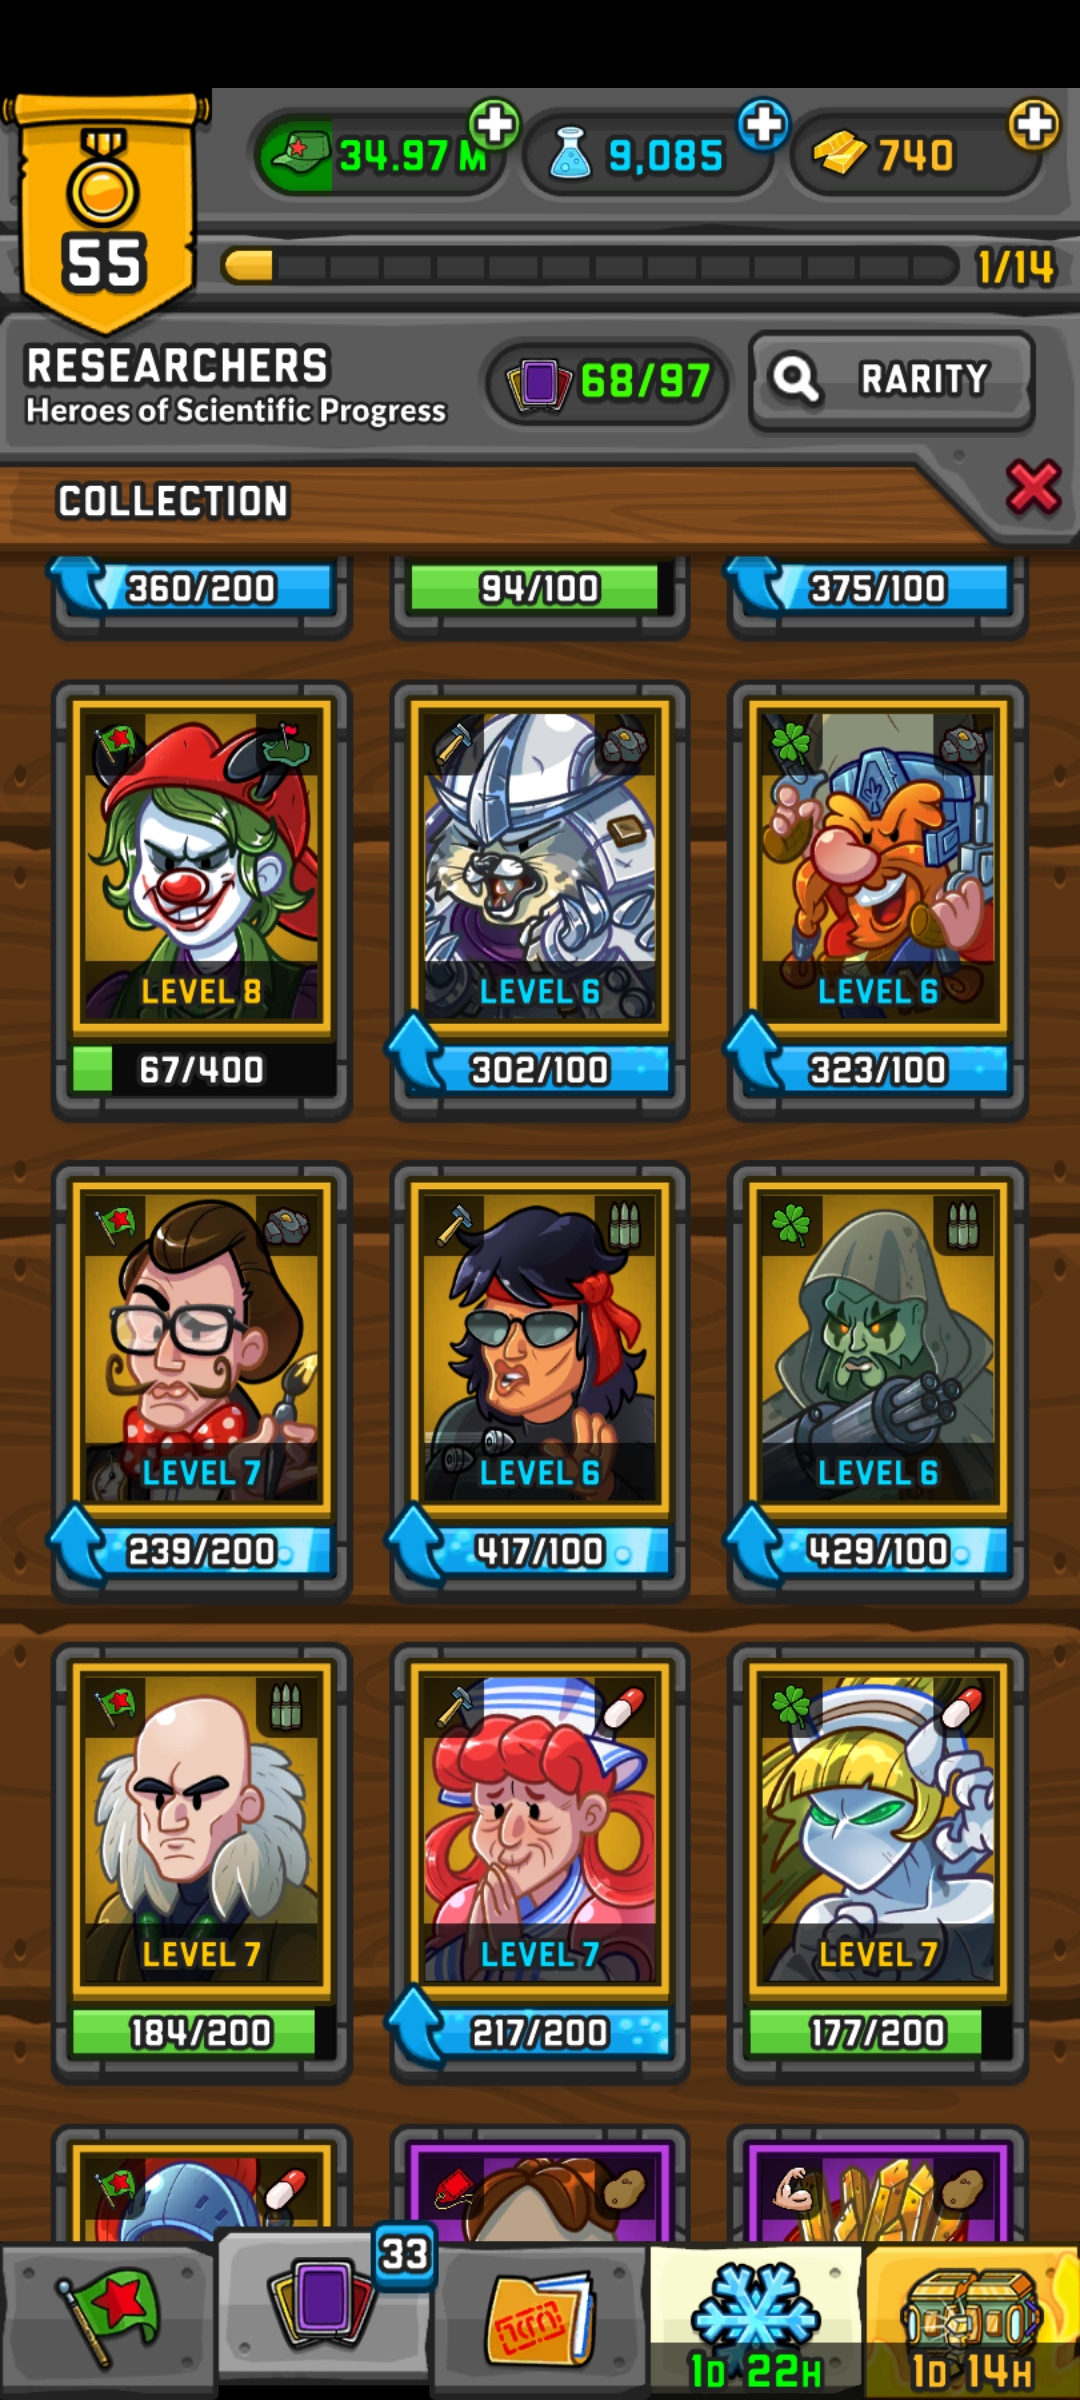 34.97 M
9,085
740
55
1/14
RESEARCHERS
Heroes of Scientific Progress
68/97
RARITY
COLLECTION
360/200
94/100
375/100
LEVEL 8
LEVEL 6
LEVEL 6
67/400
302/100
323/100
LEVEL 7
LEVEL 6
LEVEL 6
239/200
417/100
429/100
LEVEL 7
LEVEL 7
LEVEL 7
184/200
217/200
177/200
33
1D 22H
1D 14H